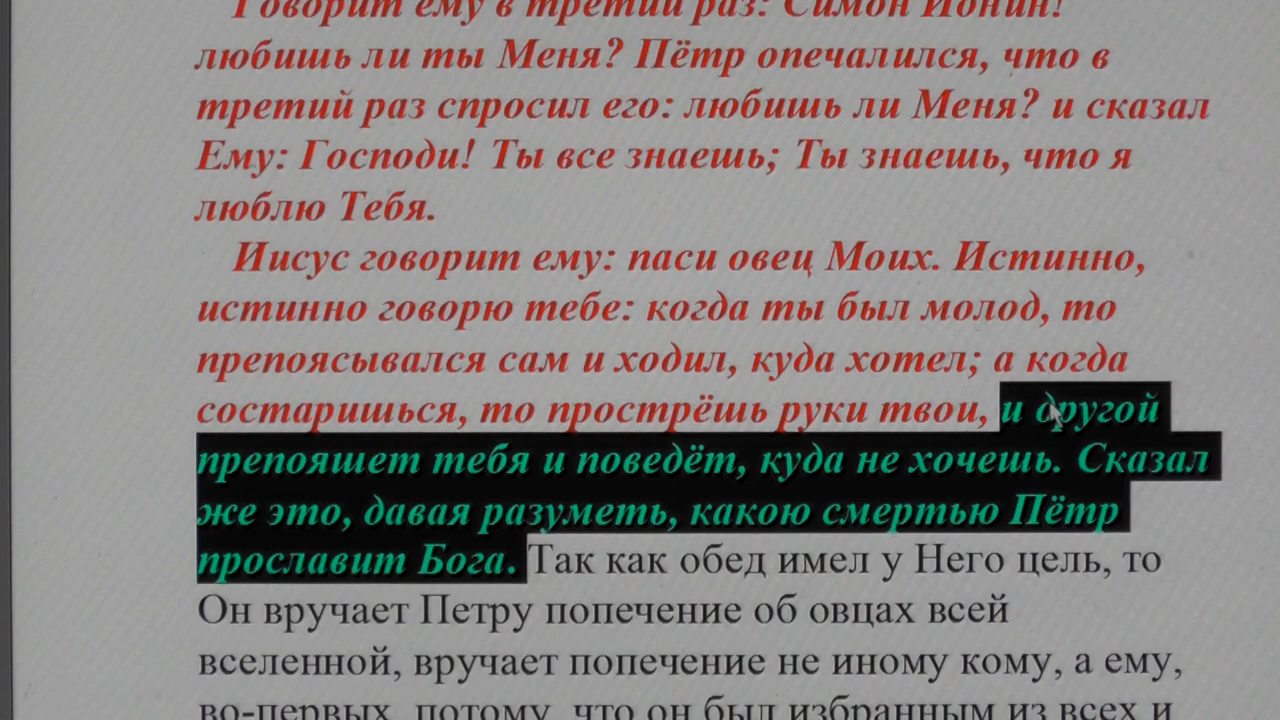 Говорит ему в третий раз: Симон Ионин!
любишь ли ты Меня? Пётр опечалился, что в
третий раз спросил его: любишь ли Меня? и сказал
Ему: Господи! Ты все знаешь; Ты знаешь, что я
люблю Тебя.
Иисус говорит ему: паси овец Моих. Истинно,
истинно говорю тебе: когда ты был молод, то
препоясывался сам и ходил, куда хотел; а когда
состаришься, то прострёшь руки твои, и другой
препояшет тебя и поведёт, куда не хочешь. Сказал
же это, давая разуметь, какою смертью Пётр
прославит Бога. Так как обед имел у Него цель, то
Он вручает Петру попечение об овцах всей
вселенной, вручает попечение не иному кому, а ему,
во-первых, потому, что он был избранным из всех и